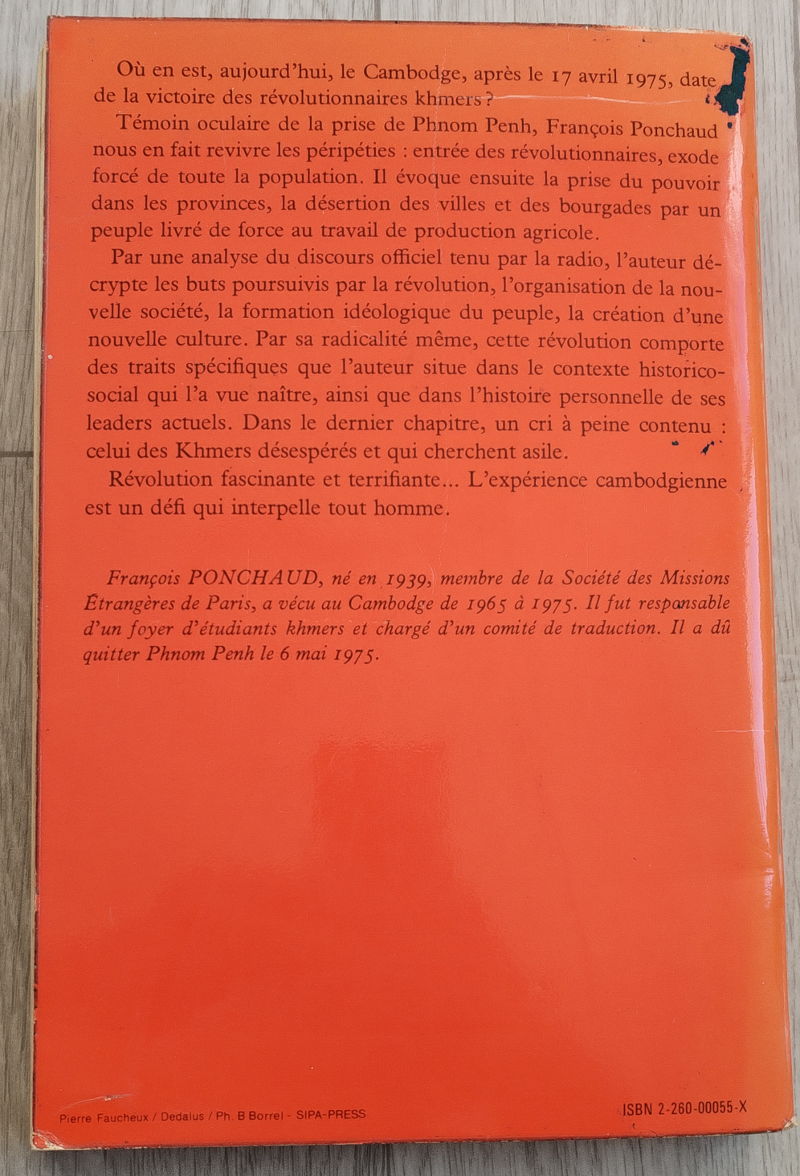 Où en est, aujourd'hui, le Cambodge, après le 17 avril 1975, date
de la victoire des révolutionnaires khmers ?
Témoin oculaire de la prise de Phnom Penh, François Ponchaud
nous en fait revivre les péripéties : entrée des révolutionnaires, exode
forcé de toute la population. Il évoque ensuite la prise du pouvoir
dans les provinces, la désertion des villes et des bourgades par un
peuple livré de force au travail de production agricole.
Par une analyse du discours officiel tenu par la radio, l'auteur dé-
crypte les buts poursuivis par la révolution, l'organisation de la nou-
velle société, la formation idéologique du peuple, la création d'une
nouvelle culture. Par sa radicalité même, cette révolution comporte
des traits spécifiques que l'auteur situe dans le contexte historico-
social qui l'a vue naître, ainsi que dans l'histoire personnelle de ses
leaders actuels. Dans le dernier chapitre, un cri à peine contenu :
celui des Khmers désespérés et qui cherchent asile.
Révolution fascinante et terrifiante... L'expérience cambodgienne
est un défi qui interpelle tout homme.
François PONCHAUD, né en 1939, membre de la Société des Missions
Étrangères de Paris, a vécu au Cambodge de 1965 à 1975. Il fut responsable
d'un foyer d'étudiants khmers et chargé d'un comité de traduction. Il a dû
quitter Phnom Penh le 6 mai 1975.
Pierre Faucheux / Dedalus / Ph. B Borrel - SIPA-PRESS
ISBN 2-260-00055-X